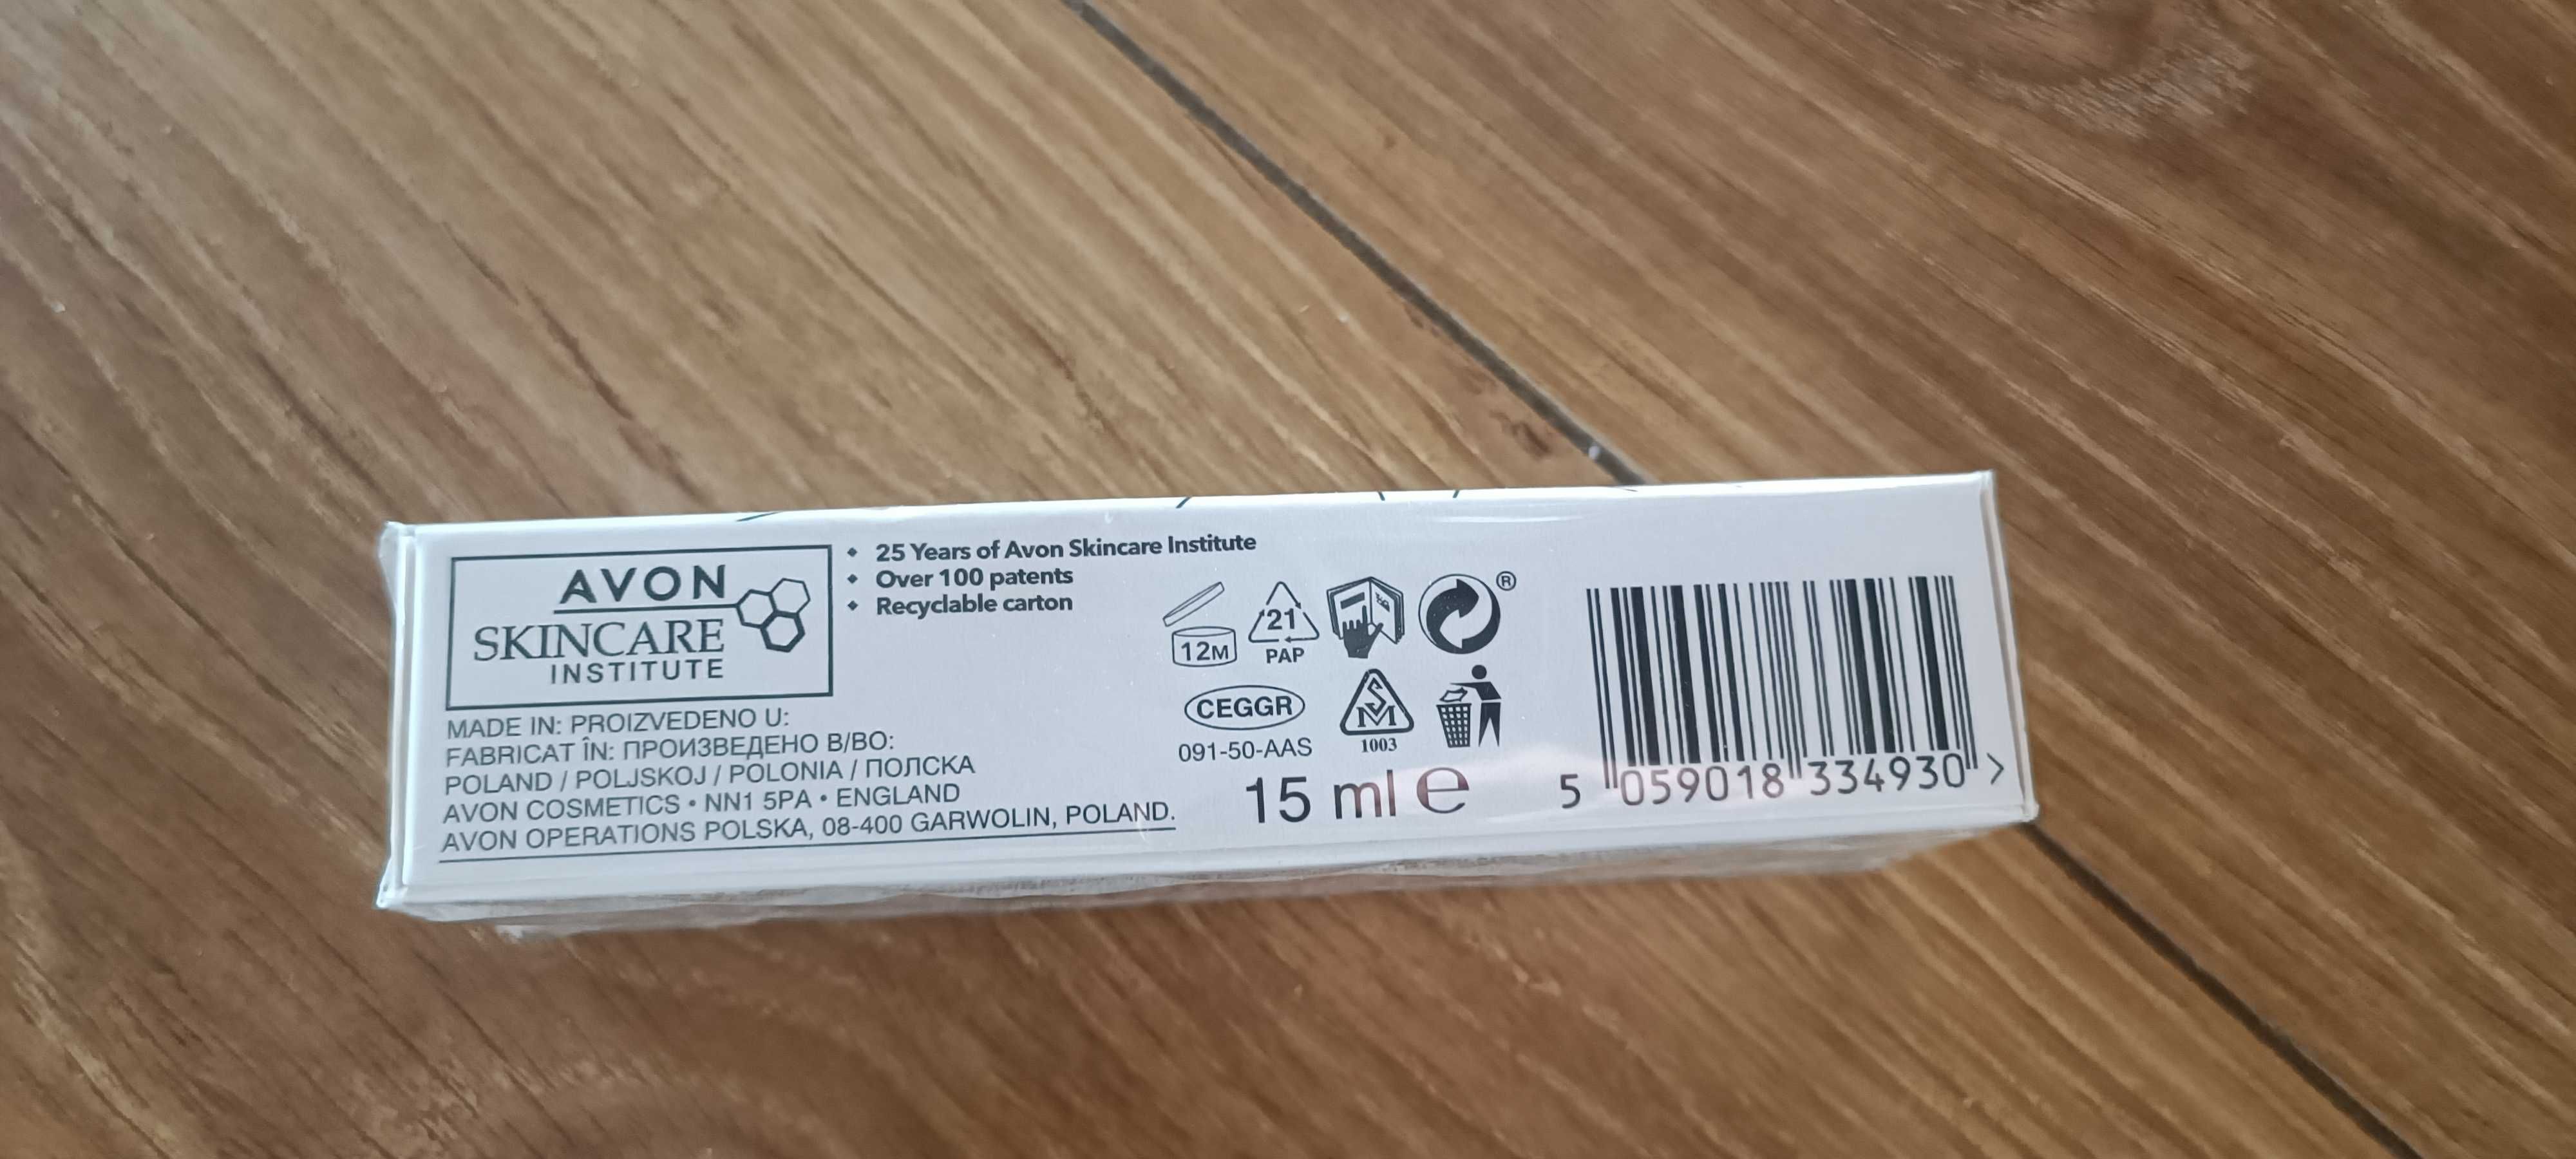 AVON
SKINCARE
INSTITUTE
25 Years of Avon Skincare Institute
Over 100 patents
Recyclable carton
MADE IN: PROIZVEDENO U:
FABRICAT ÎN: ПРОИЗВЕДЕНО В/ВО:
POLAND / POLJSKOJ / POLONIA / ПОЛСКА
AVON COSMETICS • NN1 5PA • ENGLAND
AVON OPERATIONS POLSKA, 08-400 GARWOLIN, POLAND.
12M
21
PAP
®
CEGGR
SM
091-50-AAS
1003
15 ml e
5 059018 334930 >